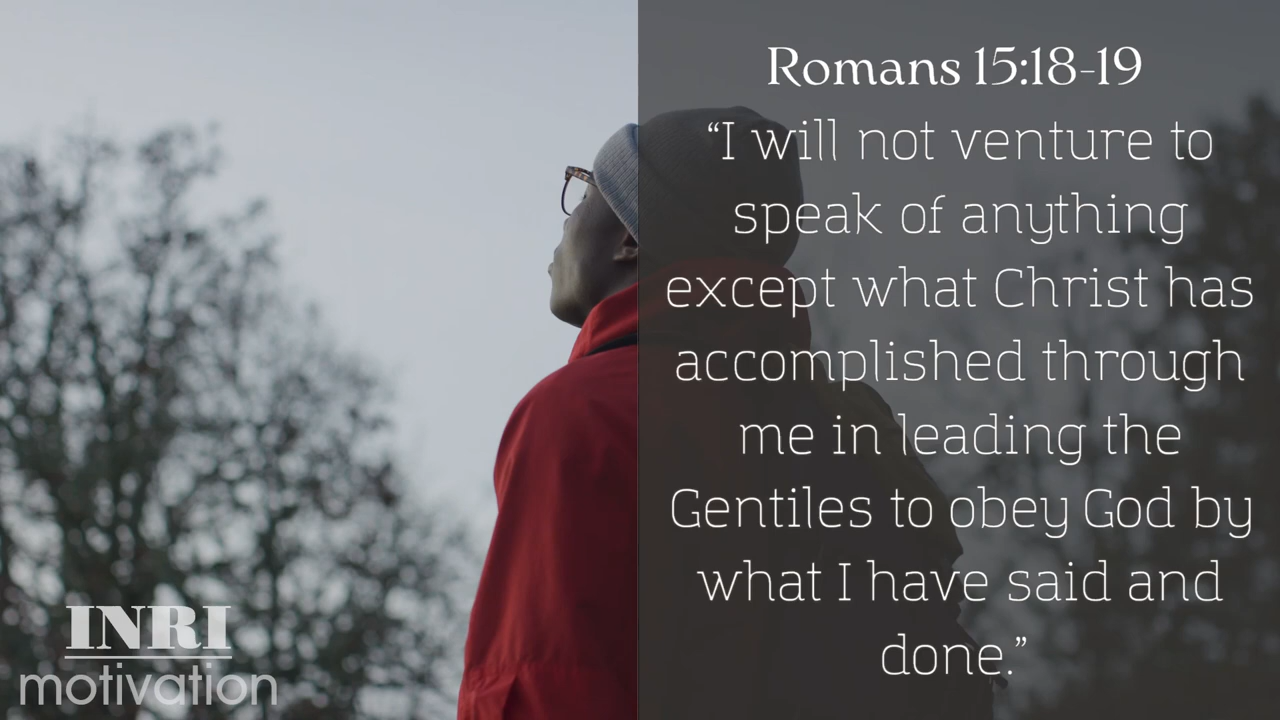 Romans 15:18-19
“I will not venture to
speak of anything
except what Christ has
accomplished through
me in leading the
Gentiles to obey God by
what I have said and
done.”
INRI
motivation